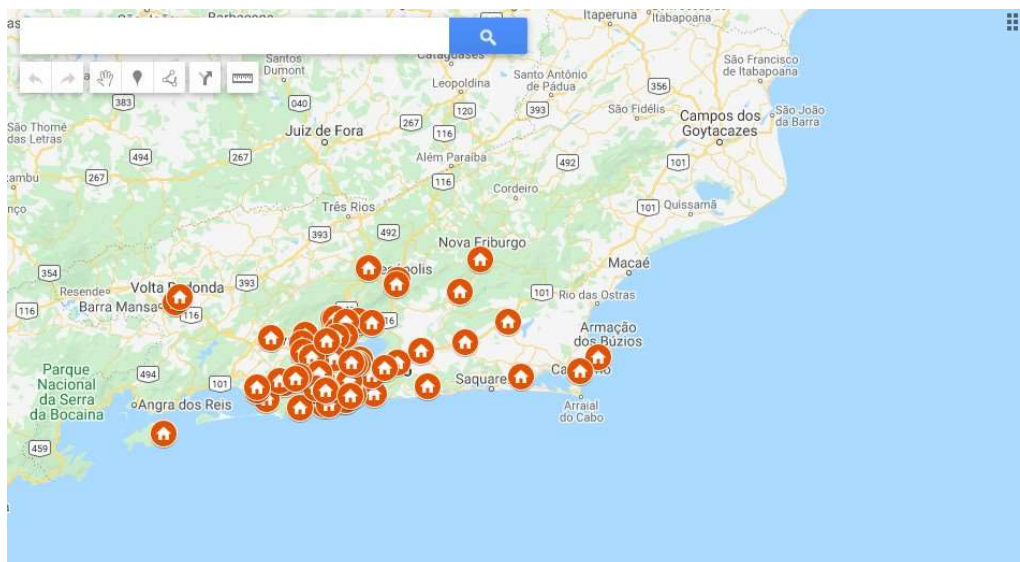 Itaperuna
Itabapoana
Santos
Dumont
Leopoldina
Santo Antônio
de Pádua
São Francisco
de Itabapoana
383
040
267
116
120
393
356
São Fidélis
Campos dos
Goytacazes
São João
da Barra
São Thomé
das Letras
Juiz de Fora
494
267
267
Além Paraíba
116
492
101
Cordeiro
Três Rios
393
492
101
Quissamã
Nova Friburgo
354
Resende
Volta Redonda
393
Macaé
116
Barra Mansa
116
101
Rio das Ostras
Armação
dos Búzios
Parque
Nacional
da Serra
da Bocaina
494
101
Angra dos Reis
Arraial
do Cabo
459